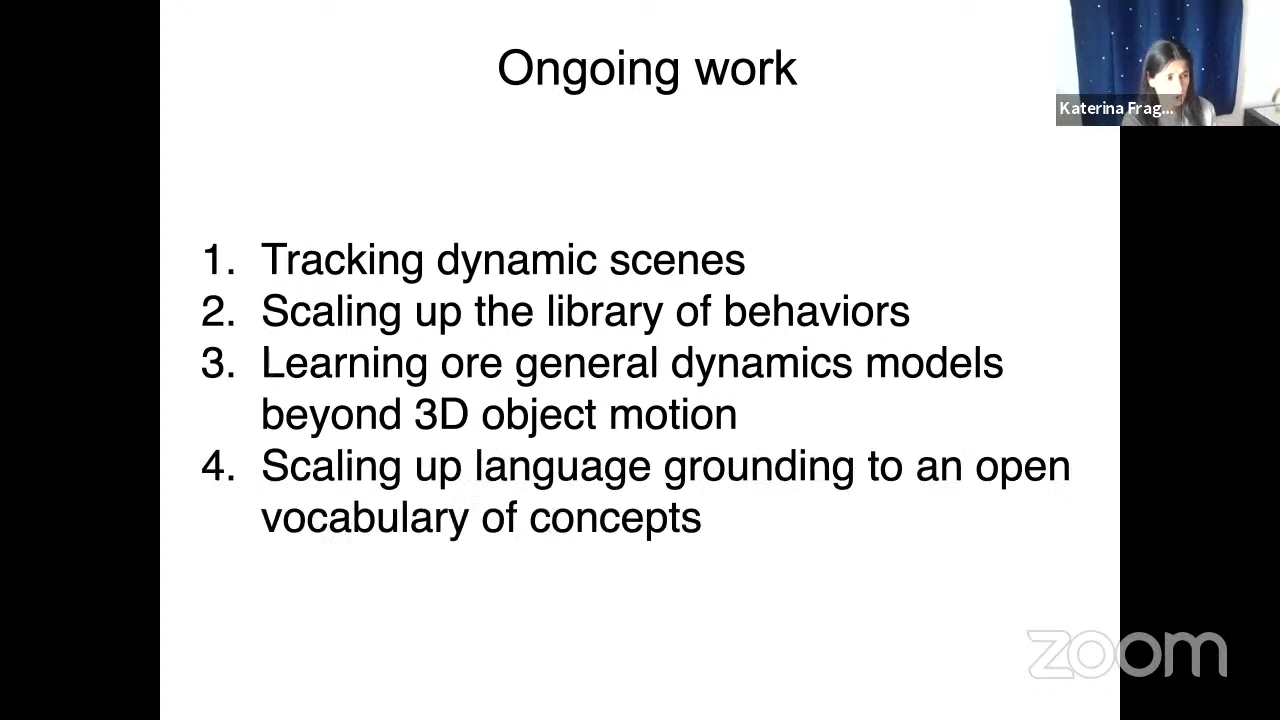 Ongoing work
Katerina Frag...
1. Tracking dynamic scenes
2. Scaling up the library of behaviors
3. Learning ore general dynamics models
beyond 3D object motion
4. Scaling up language grounding to an open
vocabulary of concepts
zoom